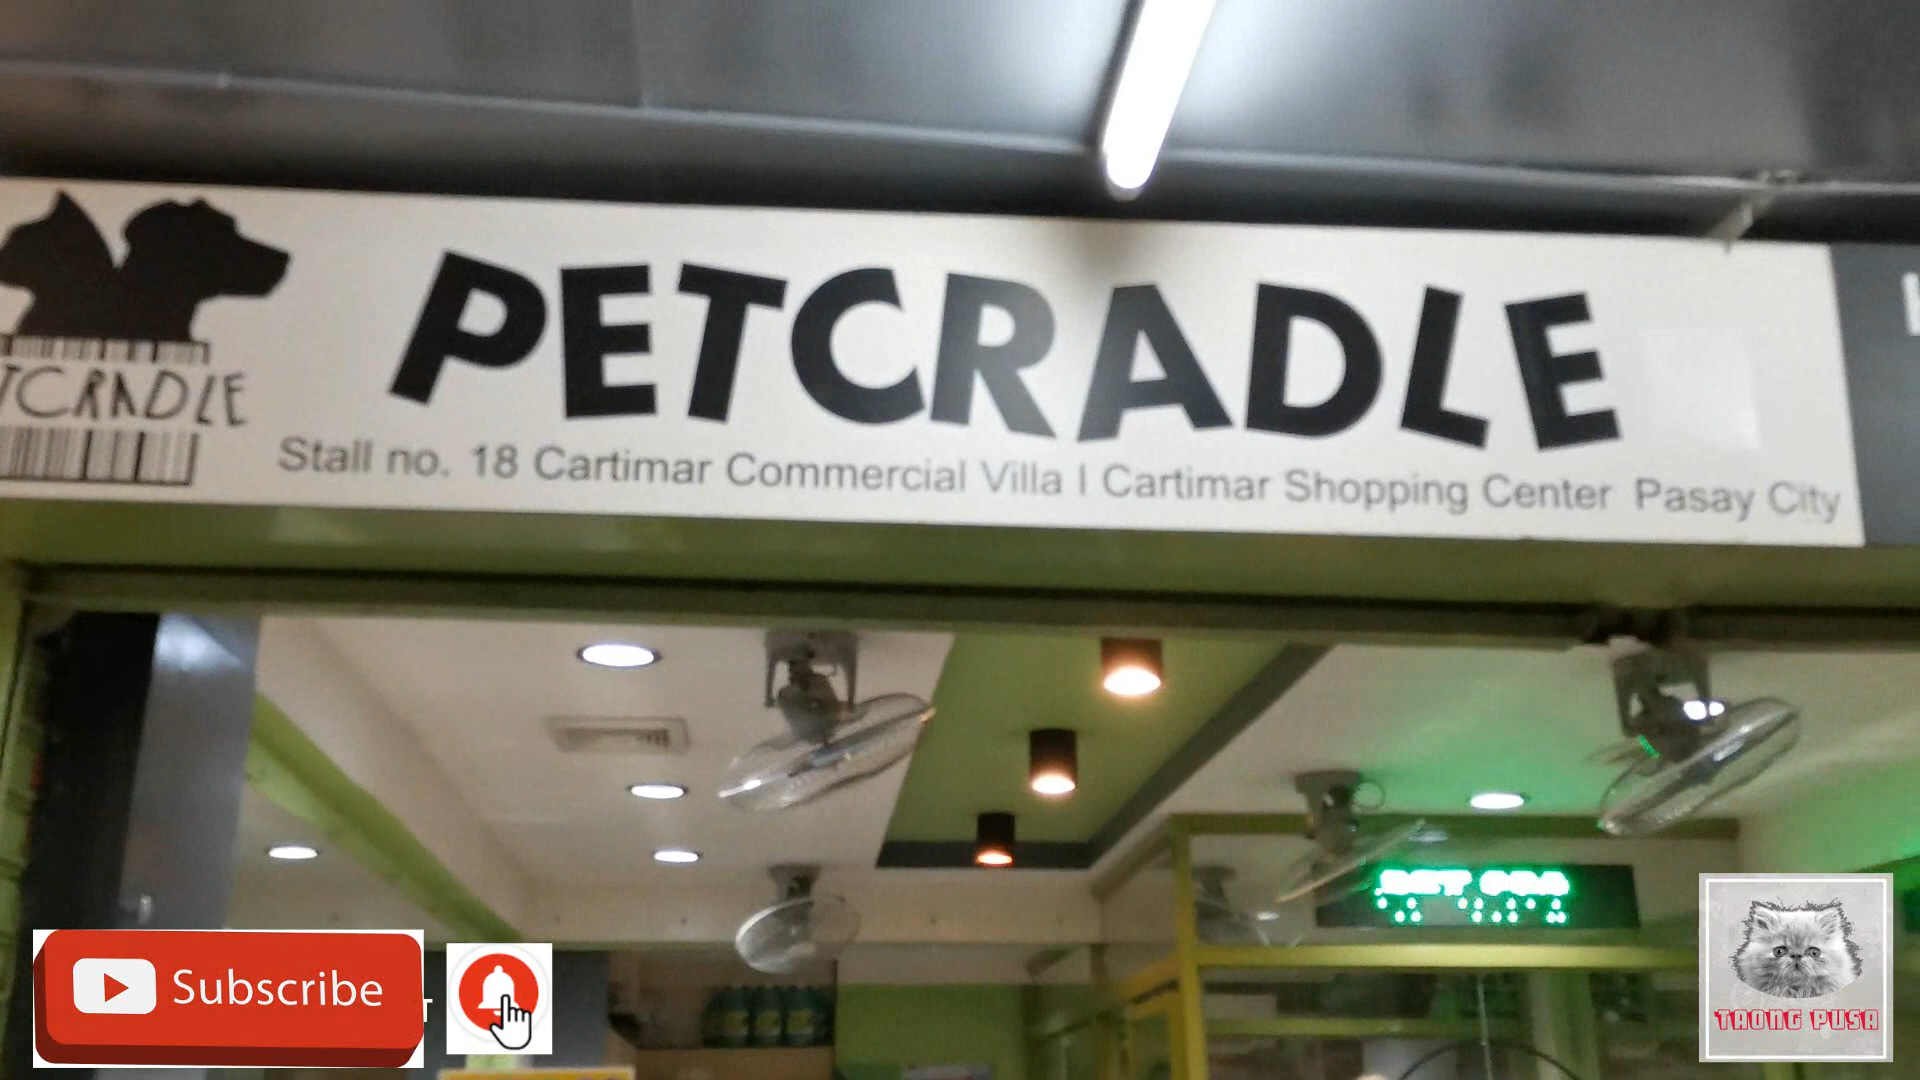 PETCRADLE
TCRADLE
Stall no. 18 Cartimar Commercial Villa I Cartimar Shopping Center Pasay City
Subscribe
TAONG PUSA